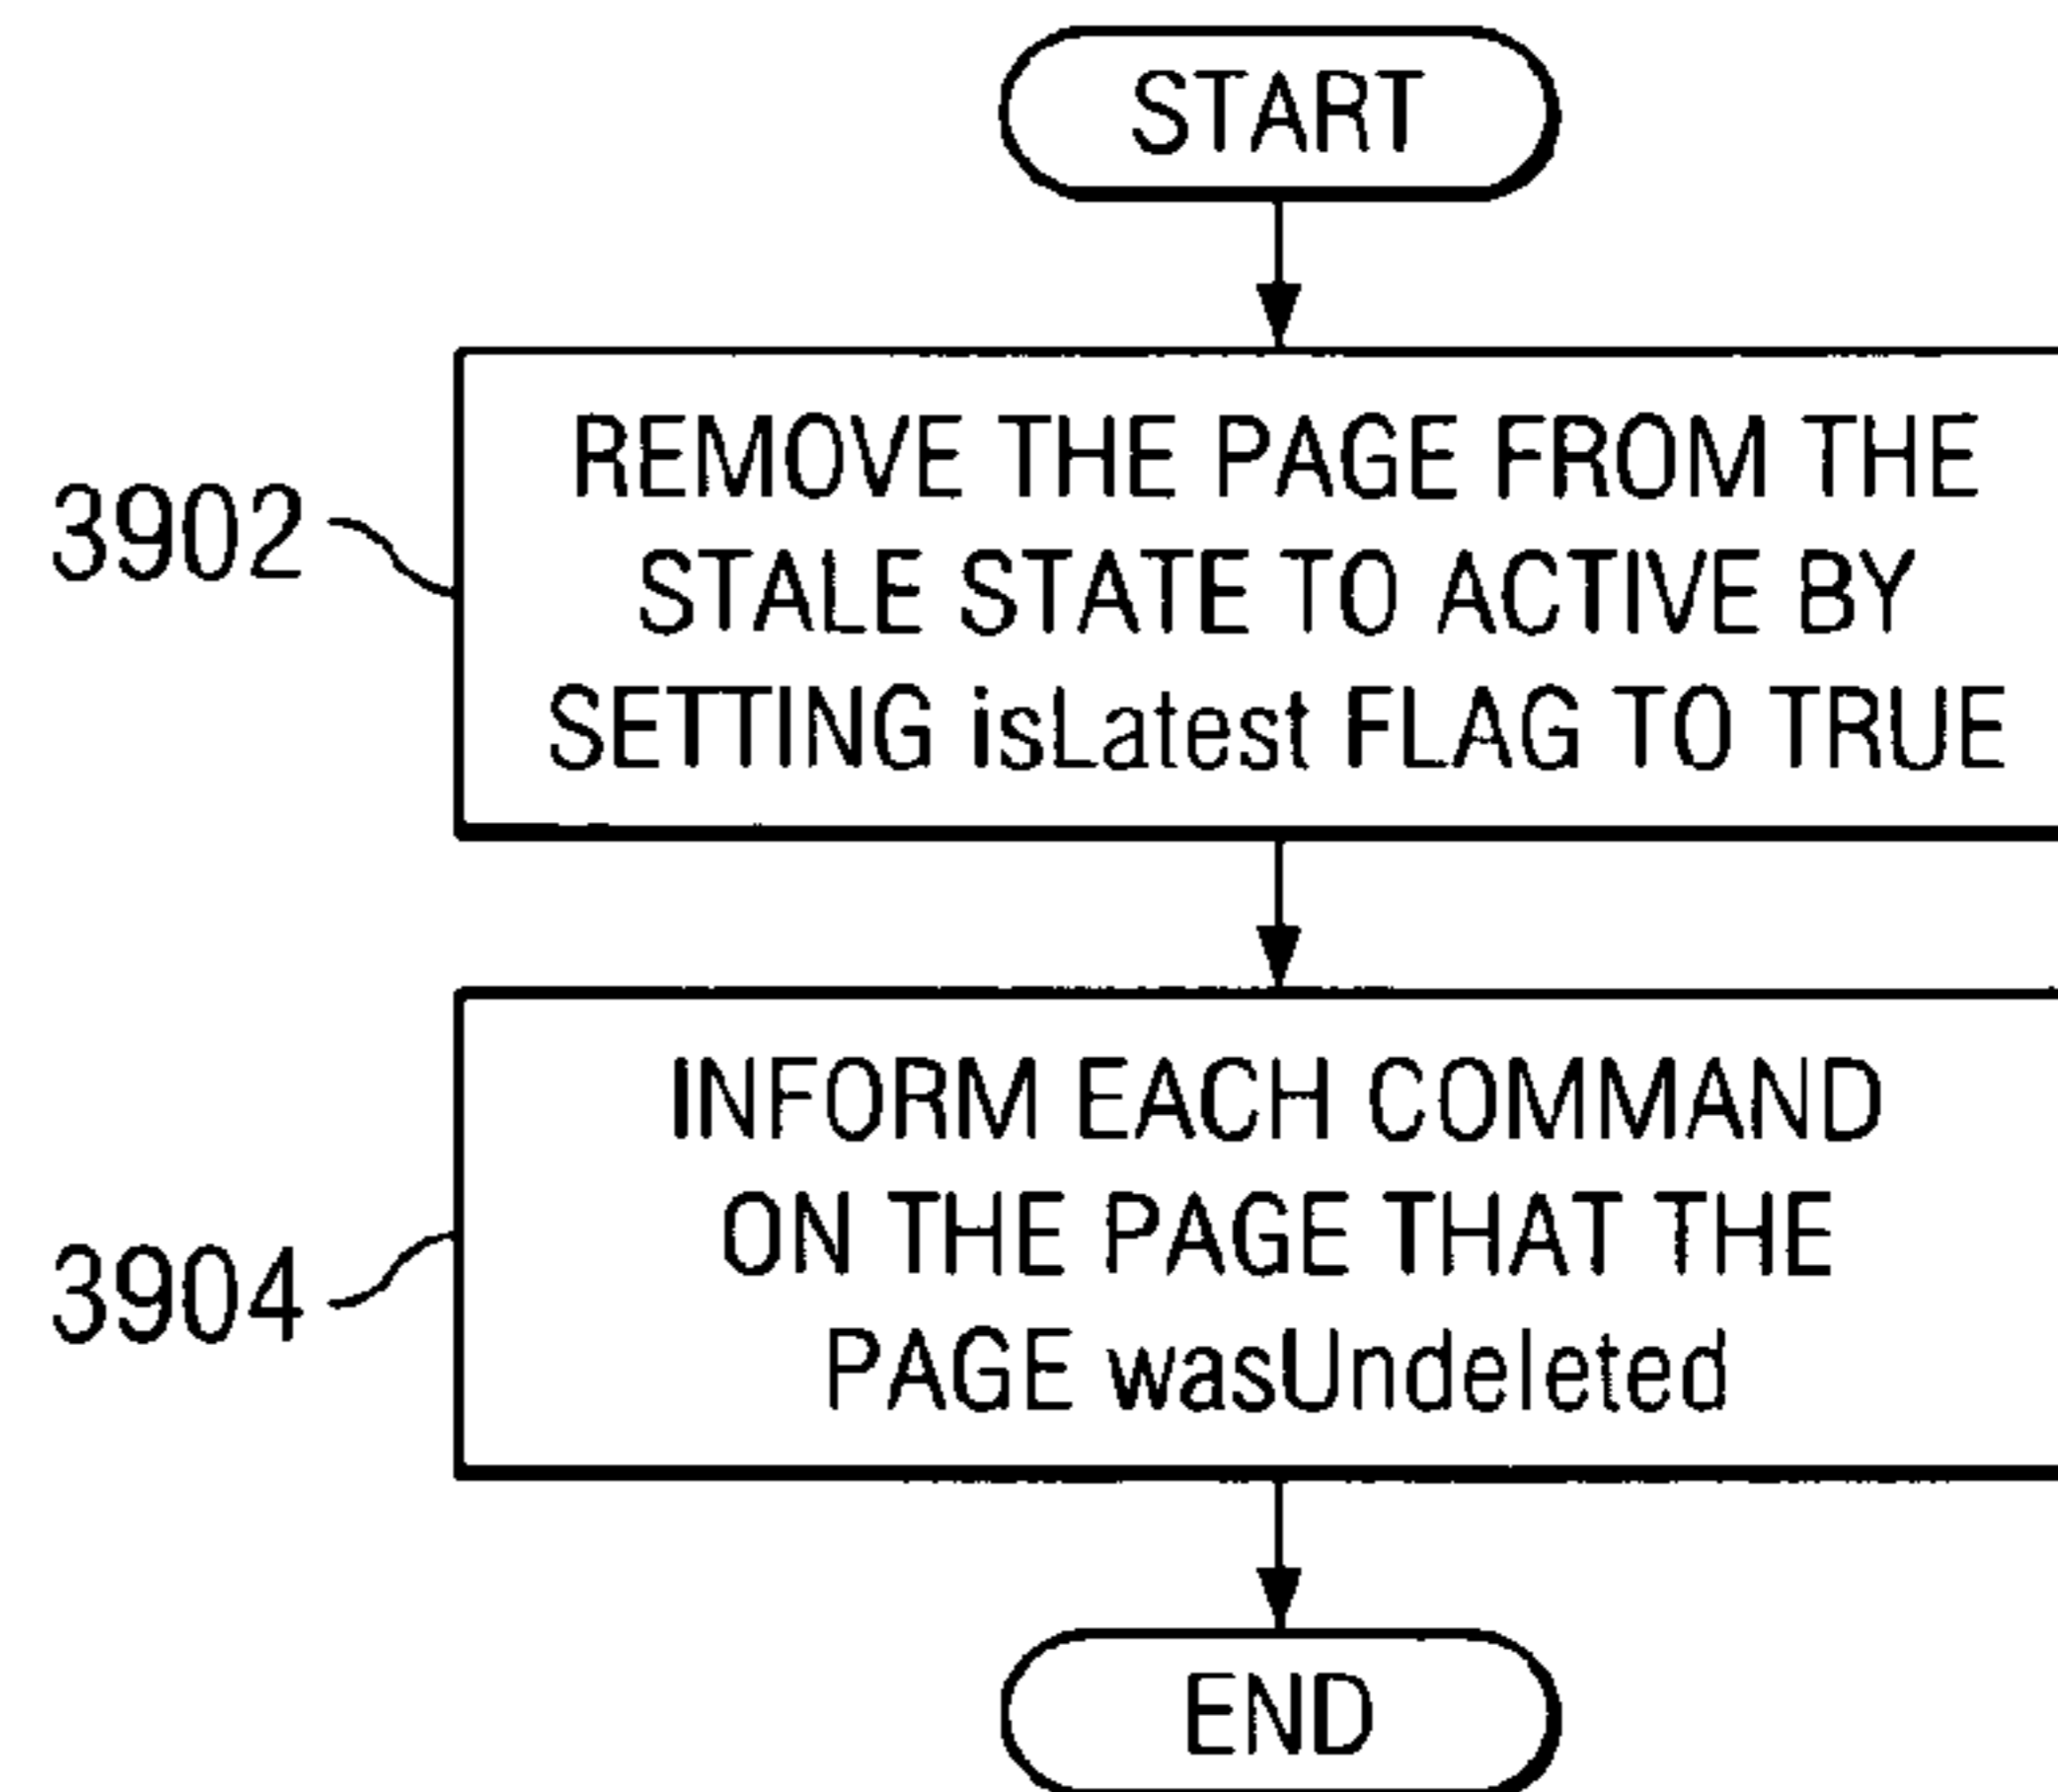 START
REMOVE THE PAGE FROM THE
STALE STATE TO ACTIVE BY
SETTING isLatest FLAG TO TRUE
3902
INFORM EACH COMMAND
ON THE PAGE THAT THE
PAGE wasUndeleted
3904
END